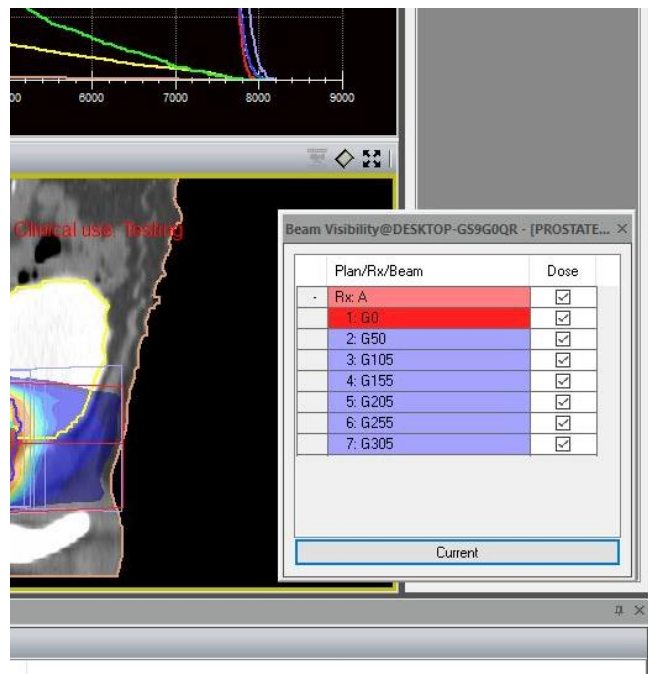 00 6000 7000 8000 9000
Clinical use: Testing
Beam Visibility@DESKTOP-GS9G0QR - [PROSTATE...
Plan/Rx/Beam Dose
- Rx: A
1: G0
2: G50
3: G105
4: G155
5: G205
6: G255
7: G305
Current